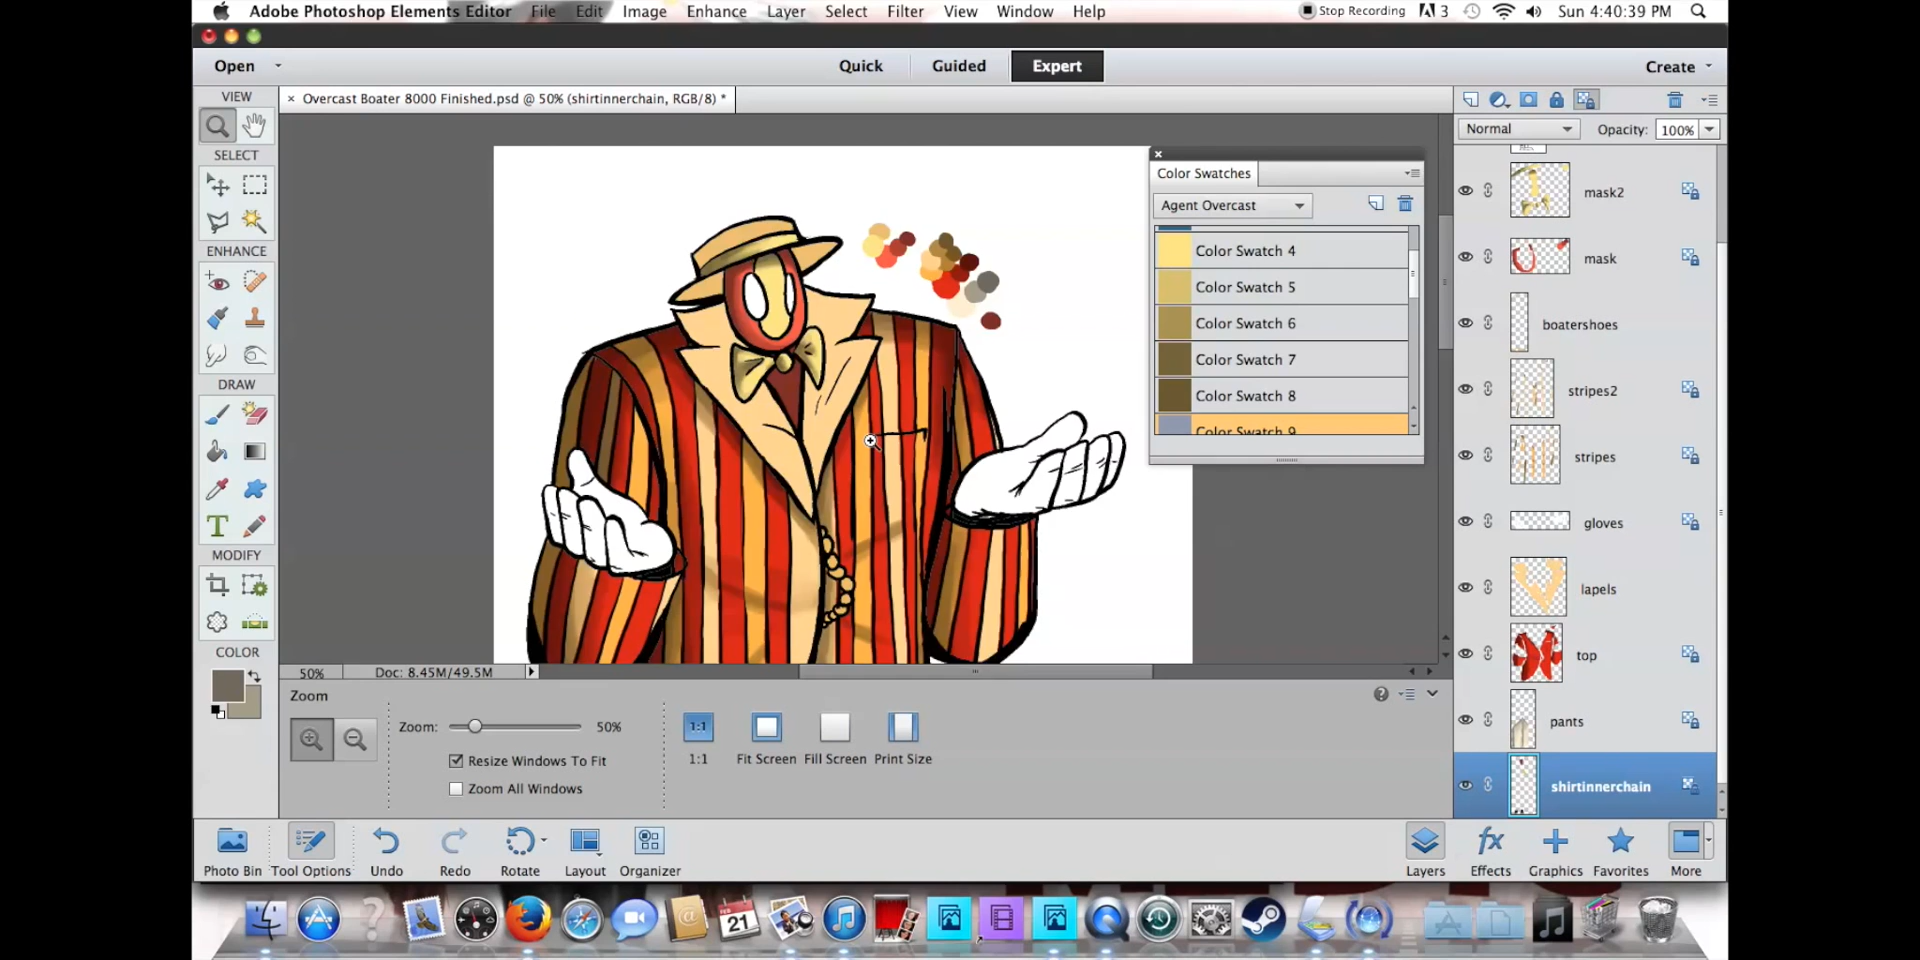 Adobe Photoshop Elements Editor File Edit Image Enhance Layer Select Filter View Window Help Stop Recording 3 Sun 4:40:39 PM
Open Quick Guided Expert Create
VIEW
× Overcast Boater 8000 Finished.psd @ 50% (shirtinnerchain, RGB/8) *
Normal Opacity: 100%
SELECT
Color Swatches
Agent Overcast
mask2
Color Swatch 4
ENHANCE
mask
Color Swatch 5
Color Swatch 6
boatershoes
Color Swatch 7
DRAW
stripes2
Color Swatch 8
Color Swatch 9
stripes
T
gloves
MODIFY
lapels
COLOR
top
50% Doc: 8.45M/49.5M
Zoom
pants
Zoom: 50% 1:1
Resize Windows To Fit 1:1 Fit Screen Fill Screen Print Size
Zoom All Windows
shirtinnerchain
fx
Photo Bin Tool Options Undo Redo Rotate Layout Organizer Layers Effects Graphics Favorites More
FEB
21